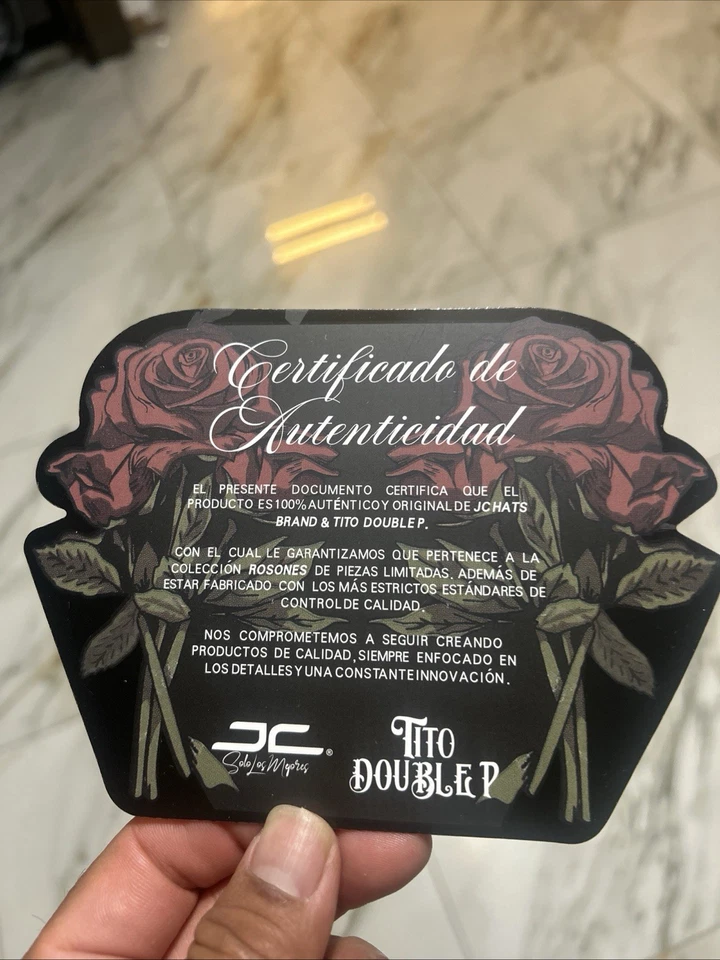 Certificado de
Autenticidad
EL PRESENTE DOCUMENTO CERTIFICA QUE EL
PRODUCTO ES 100% AUTÉNTICO Y ORIGINAL DE JC HATS
BRAND & TITO DOUBLE P.
CON EL CUAL LE GARANTIZAMOS QUE PERTENECE A LA
COLECCIÓN ROSONES DE PIEZAS LIMITADAS. ADEMÁS DE
ESTAR FABRICADO CON LOS MÁS ESTRICTOS ESTÁNDARES DE
CONTROL DE CALIDAD.
NOS COMPROMETEMOS A SEGUIR CREANDO
PRODUCTOS DE CALIDAD, SIEMPRE ENFOCADO EN
LOS DETALLES Y UNA CONSTANTE INNOVACIÓN.
JC®
Solo Los Mejores
TITO
DOUBLE P